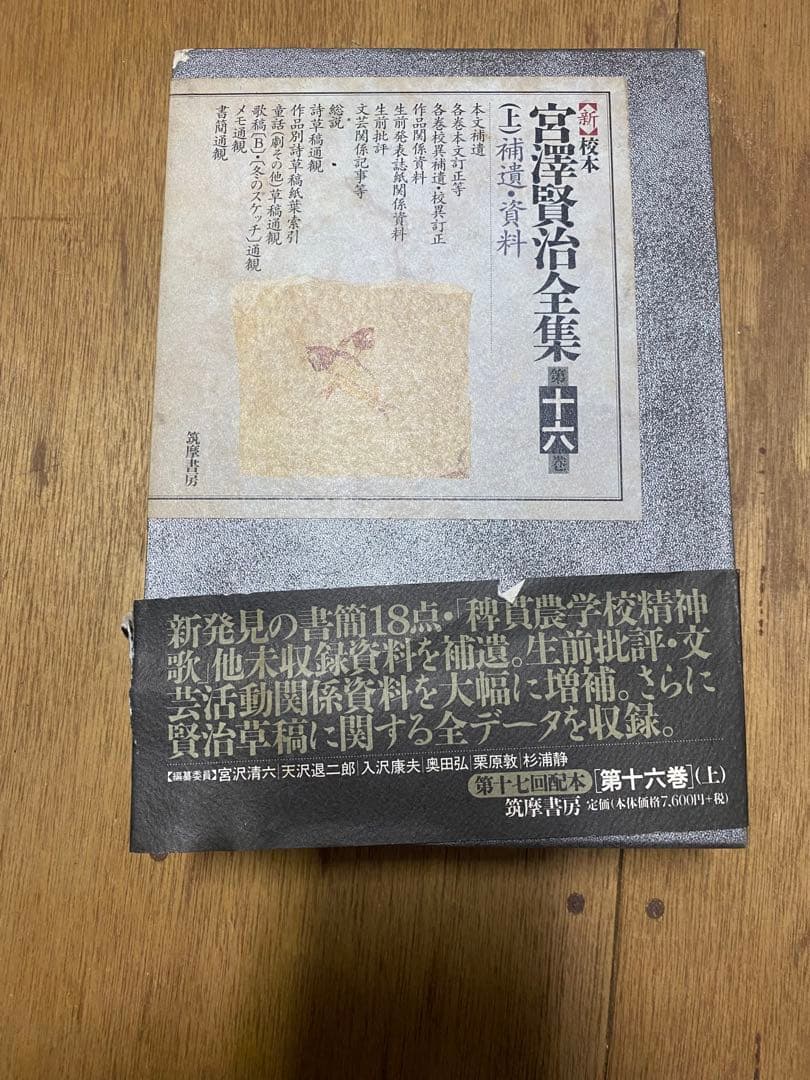 【新】校本
宮澤賢治全集
第十六巻
(上)補遺・資料
本文補遺
各巻本文訂正等
各巻校異補遺・校異訂正
作品関係資料
生前発表誌紙関係資料
生前批評
文芸関係記事等
総説
詩草稿通観
作品別詩草稿紙葉索引
童話(劇その他)草稿通観
歌稿〔B〕・〔冬のスケッチ〕通観
メモ通観
書簡通観
筑摩書房
新発見の書簡18点・「稗貫農学校精神
歌」他未収録資料を補遺。生前批評・文
芸活動関係資料を大幅に増補。さらに
賢治草稿に関する全データを収録。
【編纂委員】宮沢清六|天沢退二郎|入沢康夫|奥田弘|栗原敦|杉浦静
第十七回配本[第十六巻](上)
筑摩書房 定価(本体価格7,600円+税)